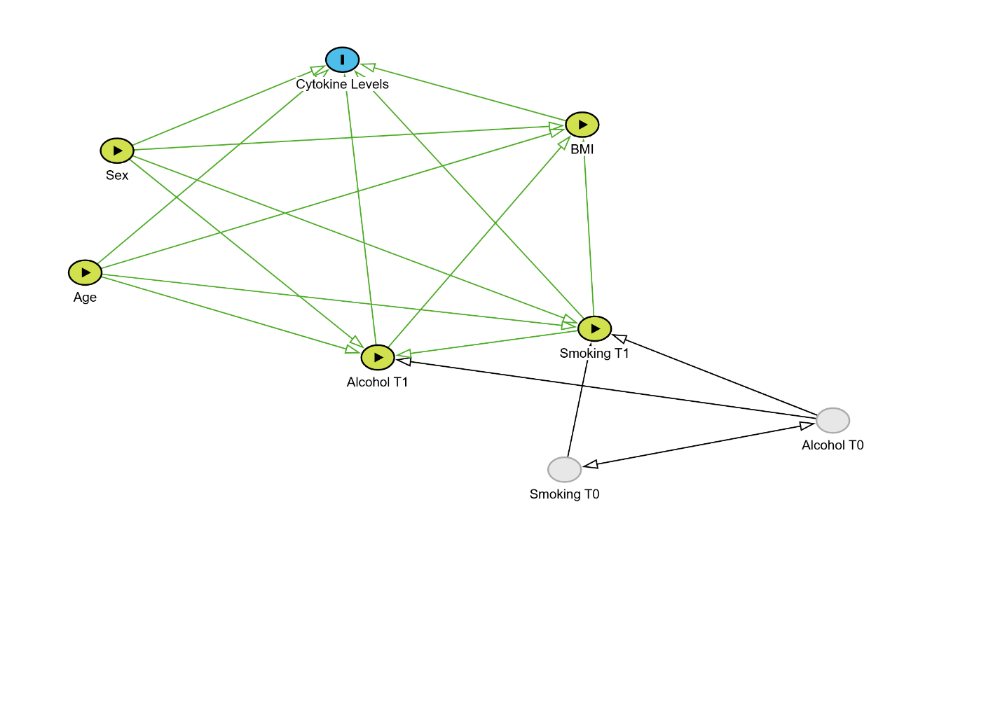 Cytokine Levels
BMI
Sex
Age
Smoking T1
Alcohol T1
Alcohol T0
Smoking T0